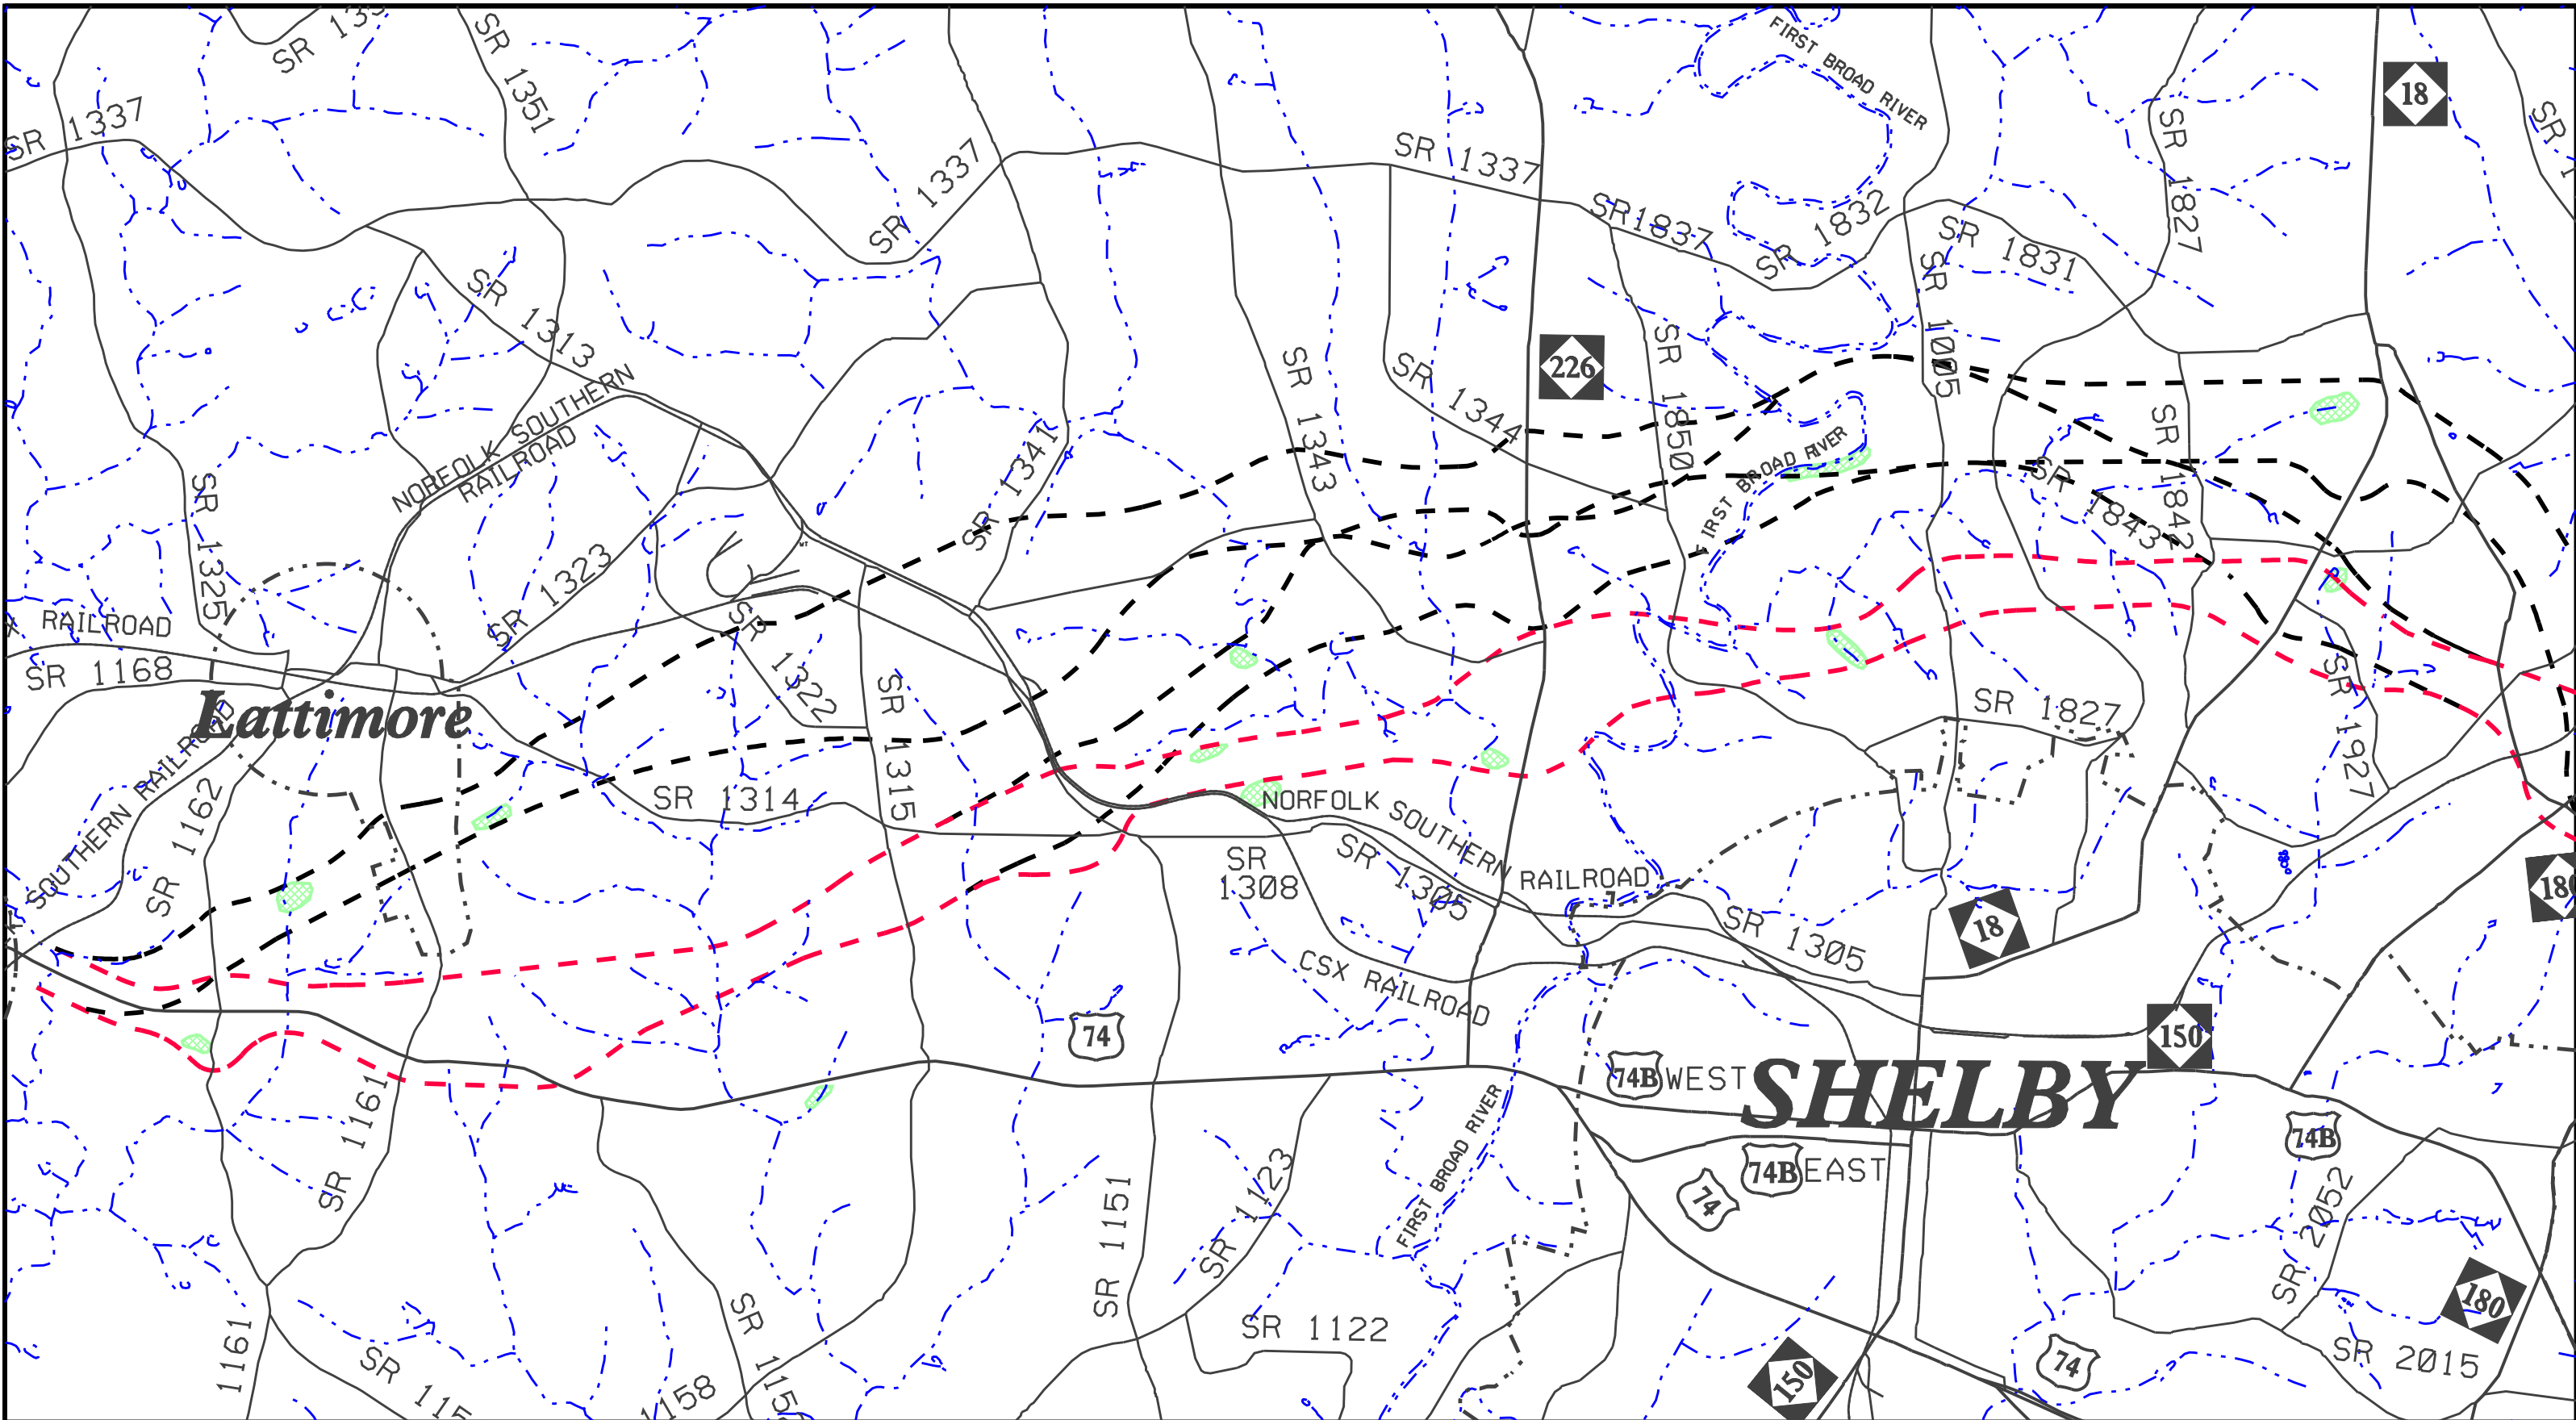 FIRST BROAD RIVER
SR 1351
18
SR 1337
SR 1337
SR 1337
SR 1827
SR1837
SR 1832
SR 1831
SR 1313
SR 1005
226
SR 1850
SR 1343
SR 1344
NORFOLK SOUTHERN
RAILROAD
SR 1341
SR 1842
SR 1843
FIRST BROAD RIVER
SR 1325
SR 1323
RAILROAD
SR 1168
SR 1322
SR 1315
Lattimore
SR 1827
SR 1927
SOUTHERN RAILROAD
SR 1162
SR 1314
NORFOLK SOUTHERN RAILROAD
SR
1308
SR 1305
SR 1305
18
CSX RAILROAD
74
150
74B WEST
SHELBY
74B EAST
74
74B
SR 1161
SR 1151
SR 1123
FIRST BROAD RIVER
SR 2052
180
SR 1122
1161
SR 2015
74
150
1158